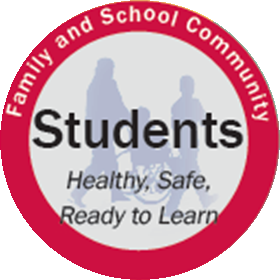 Family and School Community
Students
Healthy, Safe,
Ready to Learn